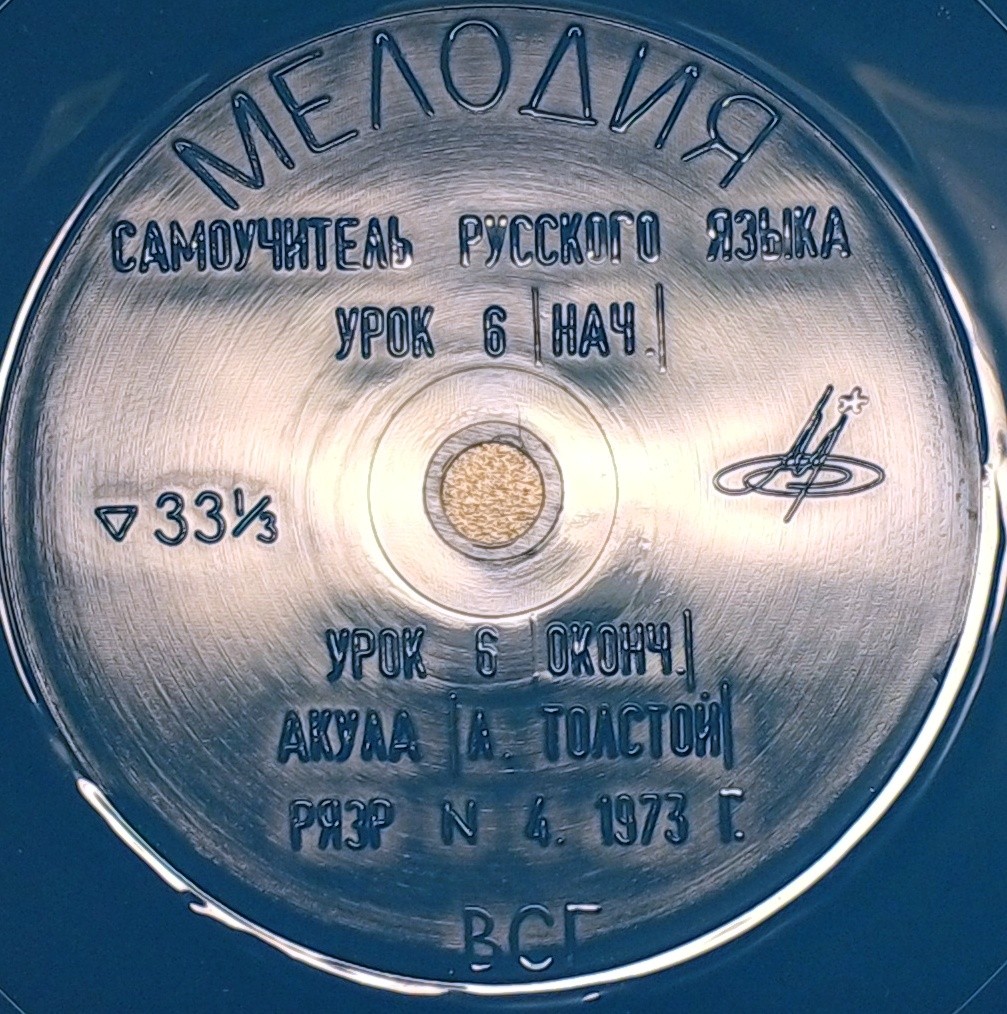 МЕЛОДИЯ
САМОУЧИТЕЛЬ РУССКОГО ЯЗЫКА
УРОК 6 |НАЧ.|
▽ 33⅓
УРОК 6 |ОКОНЧ.|
АКУЛА |Л. ТОЛСТОЙ|
РЯЗР N 4. 1973 Г.
ВСГ